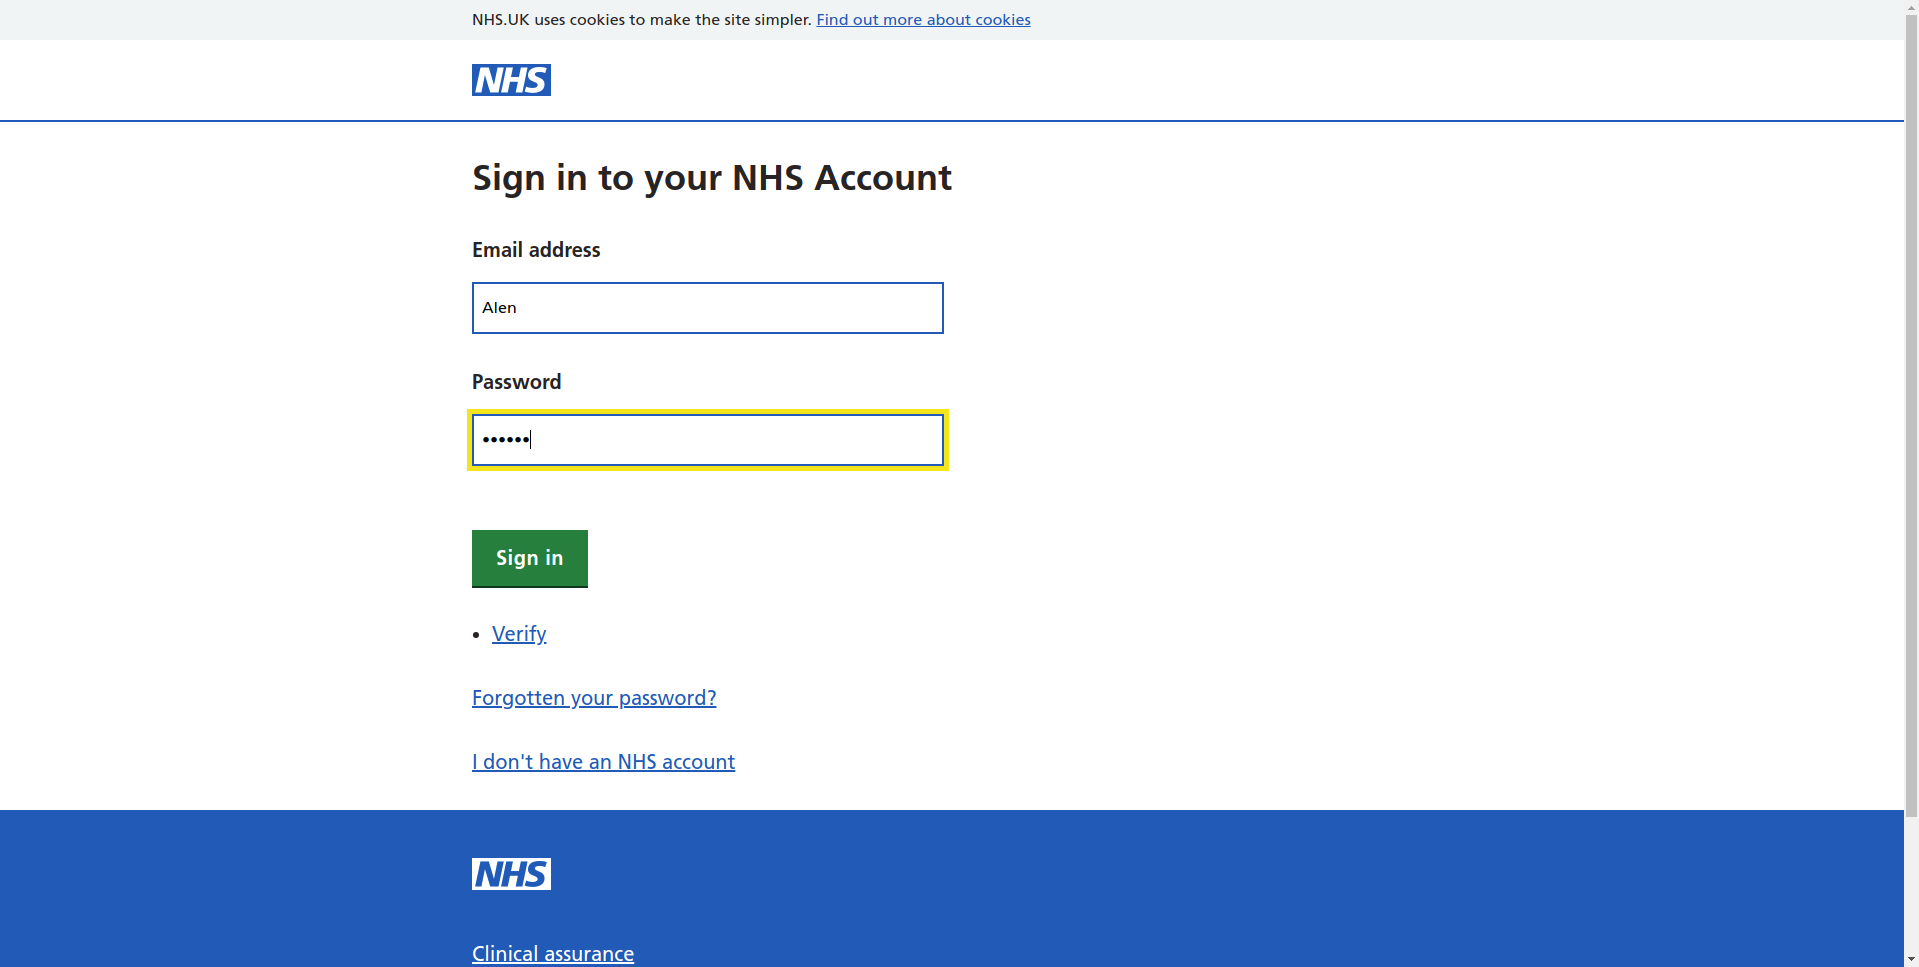 NHS.UK uses cookies to make the site simpler. Find out more about cookies
NHS
Sign in to your NHS Account
Email address
Alen
Password
••••••
Sign in
• Verify
Forgotten your password?
I don't have an NHS account
NHS
Clinical assurance